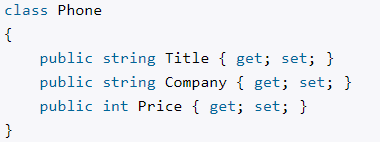 class Phone
{
    public string Title { get; set; }
    public string Company { get; set; }
    public int Price { get; set; }
}